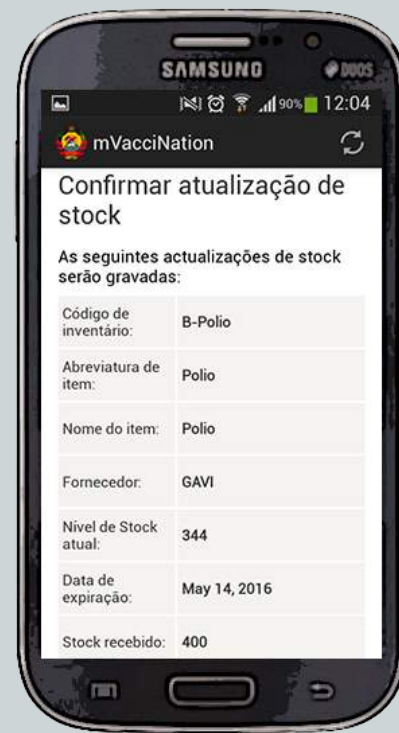 SAMSUNG
DUOS
90% 12:04
mVacciNation
Confirmar atualização de
stock
As seguintes actualizações de stock
serão gravadas:
Código de
inventário:
B-Polio
Abreviatura de
item:
Polio
Nome do item:
Polio
Fornecedor:
GAVI
Nivel de Stock
atual:
344
Data de
expiração:
May 14, 2016
Stock recebido:
400